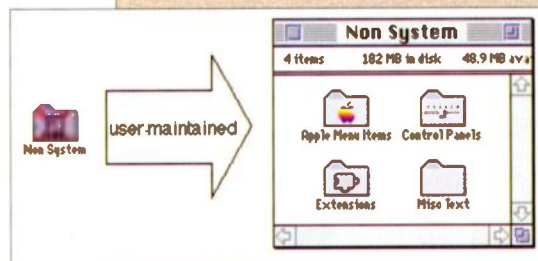 Non System
user-maintained
Non System
4 items 182 MB in disk 48.9 MB ava
Apple Menu Items Control Panels
Extensions Misc Text